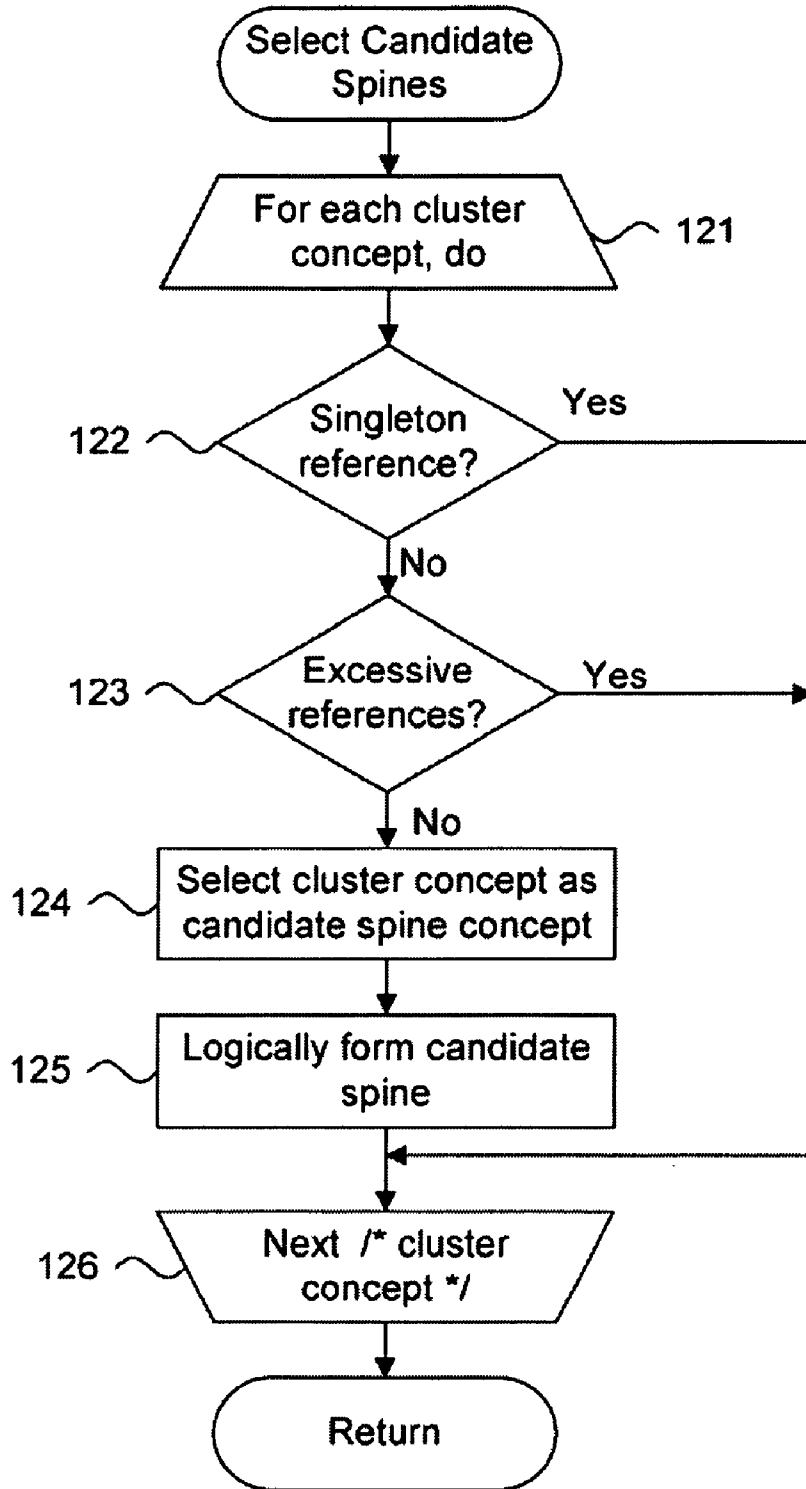 Select Candidate
Spines
For each cluster
concept, do
121
Yes
122
Singleton
reference?
No
123
Excessive
references?
Yes
No
124
Select cluster concept as
candidate spine concept
125
Logically form candidate
spine
126
Next /* cluster
concept */
Return